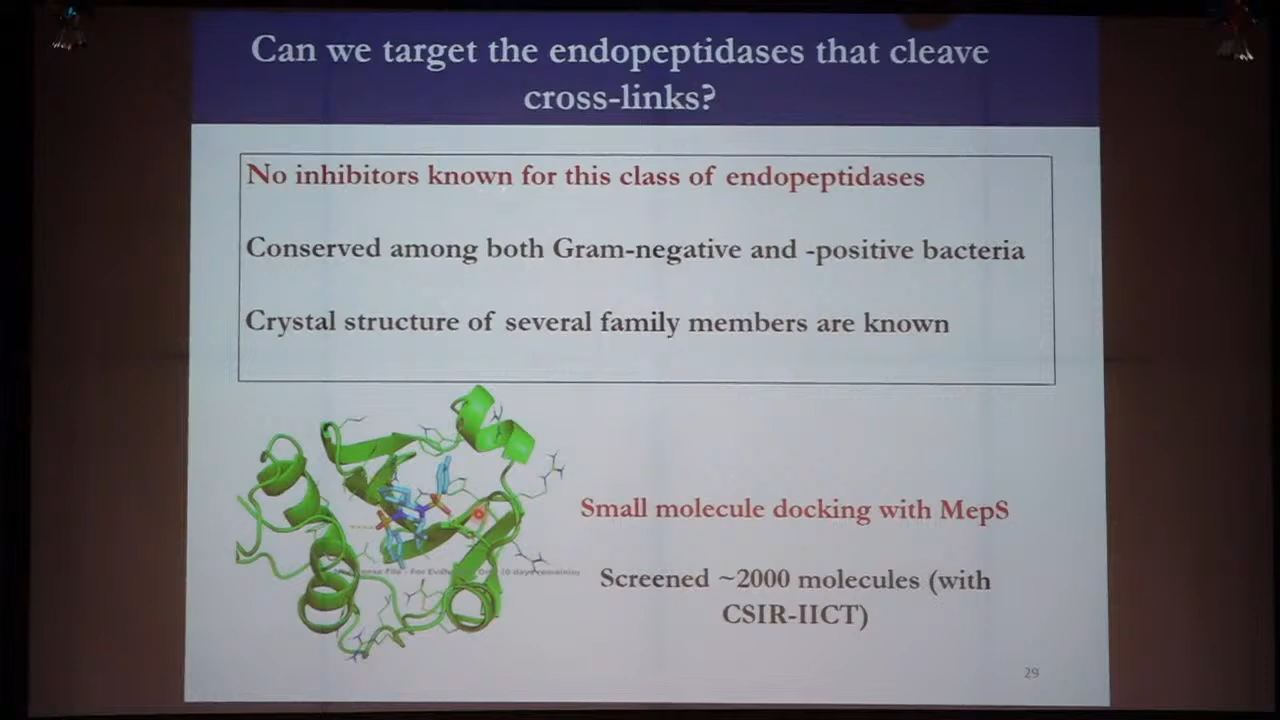 Can we target the endopeptidases that cleave
cross-links?
No inhibitors known for this class of endopeptidases
Conserved among both Gram-negative and -positive bacteria
Crystal structure of several family members are known
Small molecule docking with MepS
Screened ~2000 molecules (with
CSIR-IICT)
29